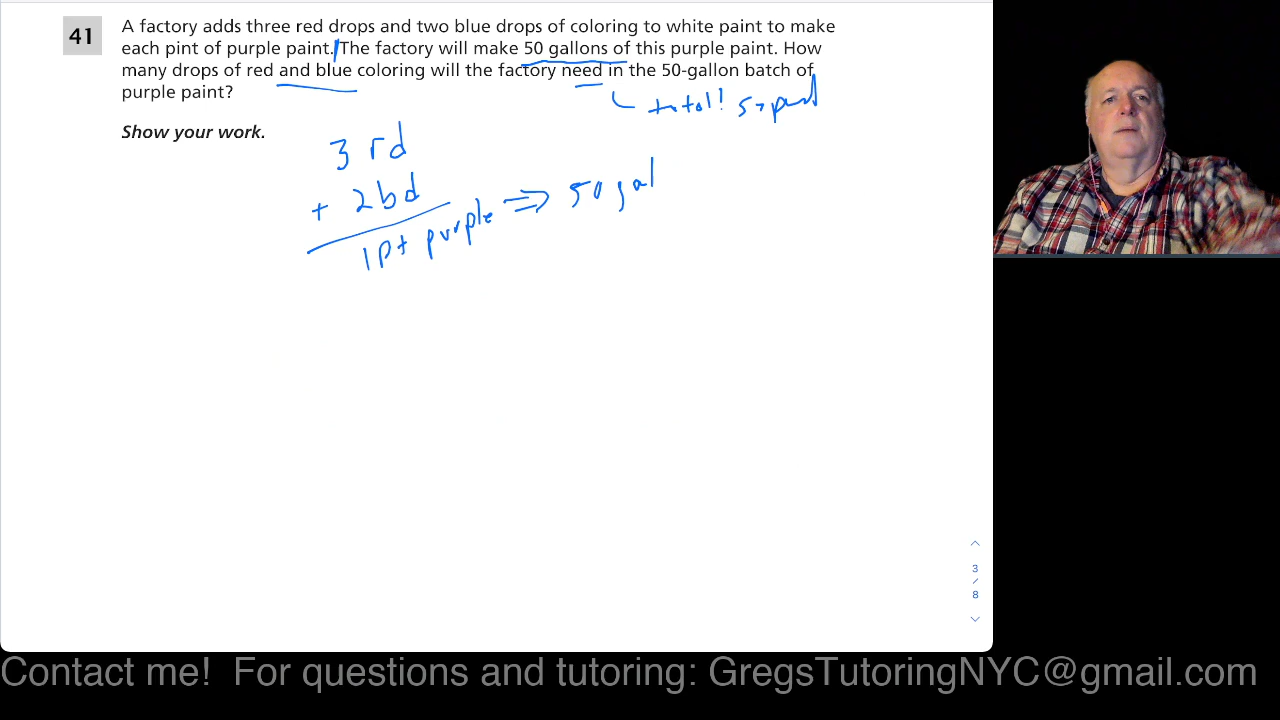 41
A factory adds three red drops and two blue drops of coloring to white paint to make
each pint of purple paint. The factory will make 50 gallons of this purple paint. How
many drops of red and blue coloring will the factory need in the 50-gallon batch of
purple paint?
total!
Show your work.
3 rd
+ 2bd
1pt purple ⇒ 50 gal
3
/
8
Contact me! For questions and tutoring: GregsTutoringNYC@gmail.com